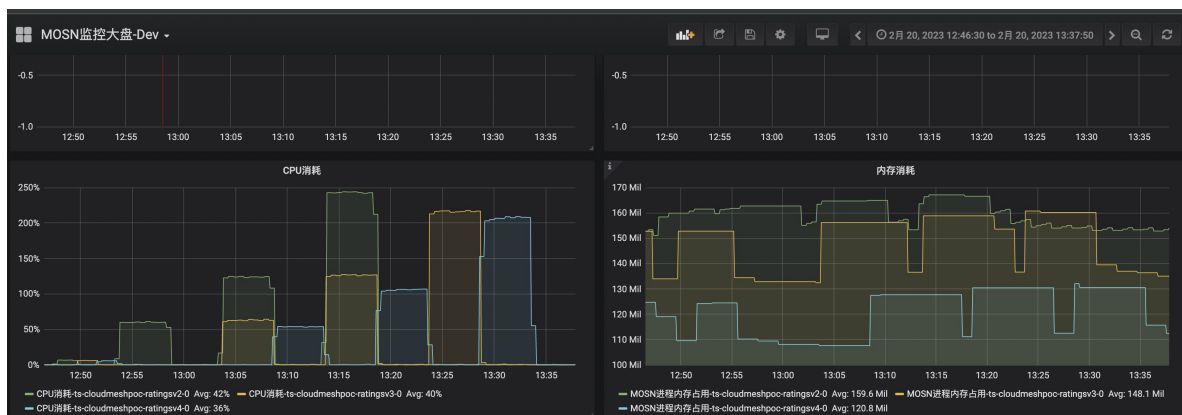 MOSN监控大盘-Dev
2月 20, 2023 12:46:30 to 2月 20, 2023 13:37:50
-0.5
-1.0
12:50 12:55 13:00 13:05 13:10 13:15 13:20 13:25 13:30 13:35
-0.5
-1.0
12:50 12:55 13:00 13:05 13:10 13:15 13:20 13:25 13:30 13:35
CPU消耗
250%
200%
150%
100%
50%
0%
12:50 12:55 13:00 13:05 13:10 13:15 13:20 13:25 13:30 13:35
CPU消耗-ts-cloudmeshpoc-ratingsv2-0 Avg: 42% CPU消耗-ts-cloudmeshpoc-ratingsv3-0 Avg: 40%
CPU消耗-ts-cloudmeshpoc-ratingsv4-0 Avg: 36%
i
内存消耗
170 Mil
160 Mil
150 Mil
140 Mil
130 Mil
120 Mil
110 Mil
100 Mil
12:50 12:55 13:00 13:05 13:10 13:15 13:20 13:25 13:30 13:35
MOSN进程内存占用-ts-cloudmeshpoc-ratingsv2-0 Avg: 159.6 Mil MOSN进程内存占用-ts-cloudmeshpoc-ratingsv3-0 Avg: 148.1 Mil
MOSN进程内存占用-ts-cloudmeshpoc-ratingsv4-0 Avg: 120.8 Mil